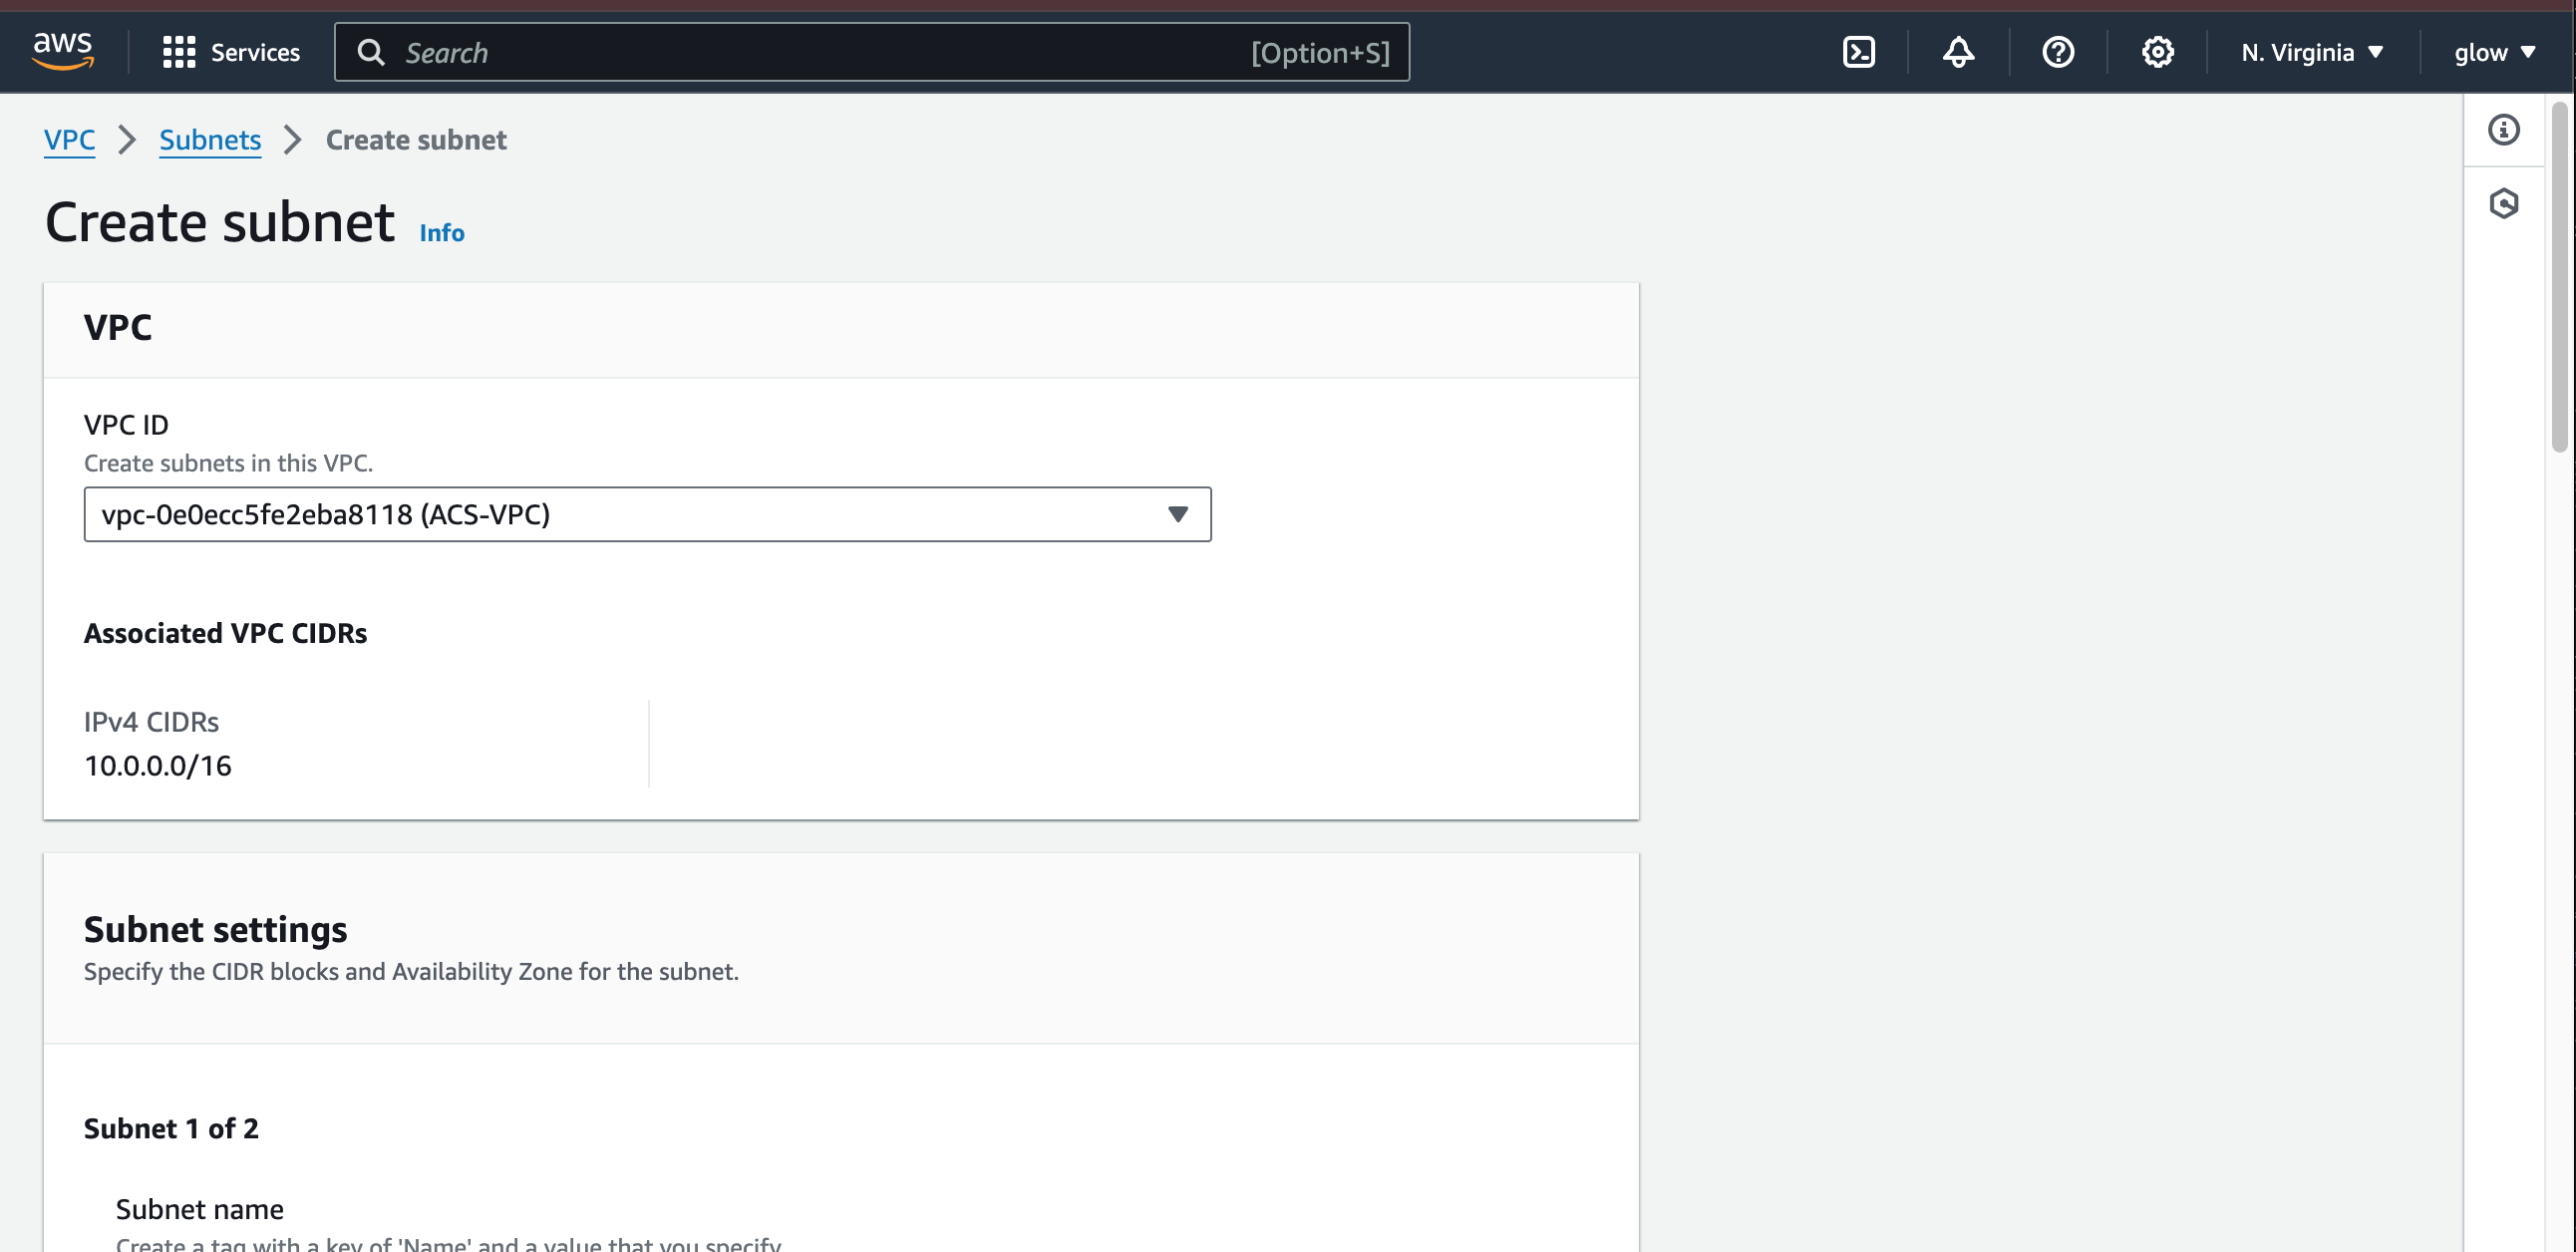 aws Services Search [Option+S] N. Virginia glow
VPC Subnets Create subnet
Create subnet Info
VPC
VPC ID
Create subnets in this VPC.
vpc-0e0ecc5fe2eba8118 (ACS-VPC)
Associated VPC CIDRs
IPv4 CIDRs
10.0.0.0/16
Subnet settings
Specify the CIDR blocks and Availability Zone for the subnet.
Subnet 1 of 2
Subnet name
Create a tag with a key of 'Name' and a value that you specify.